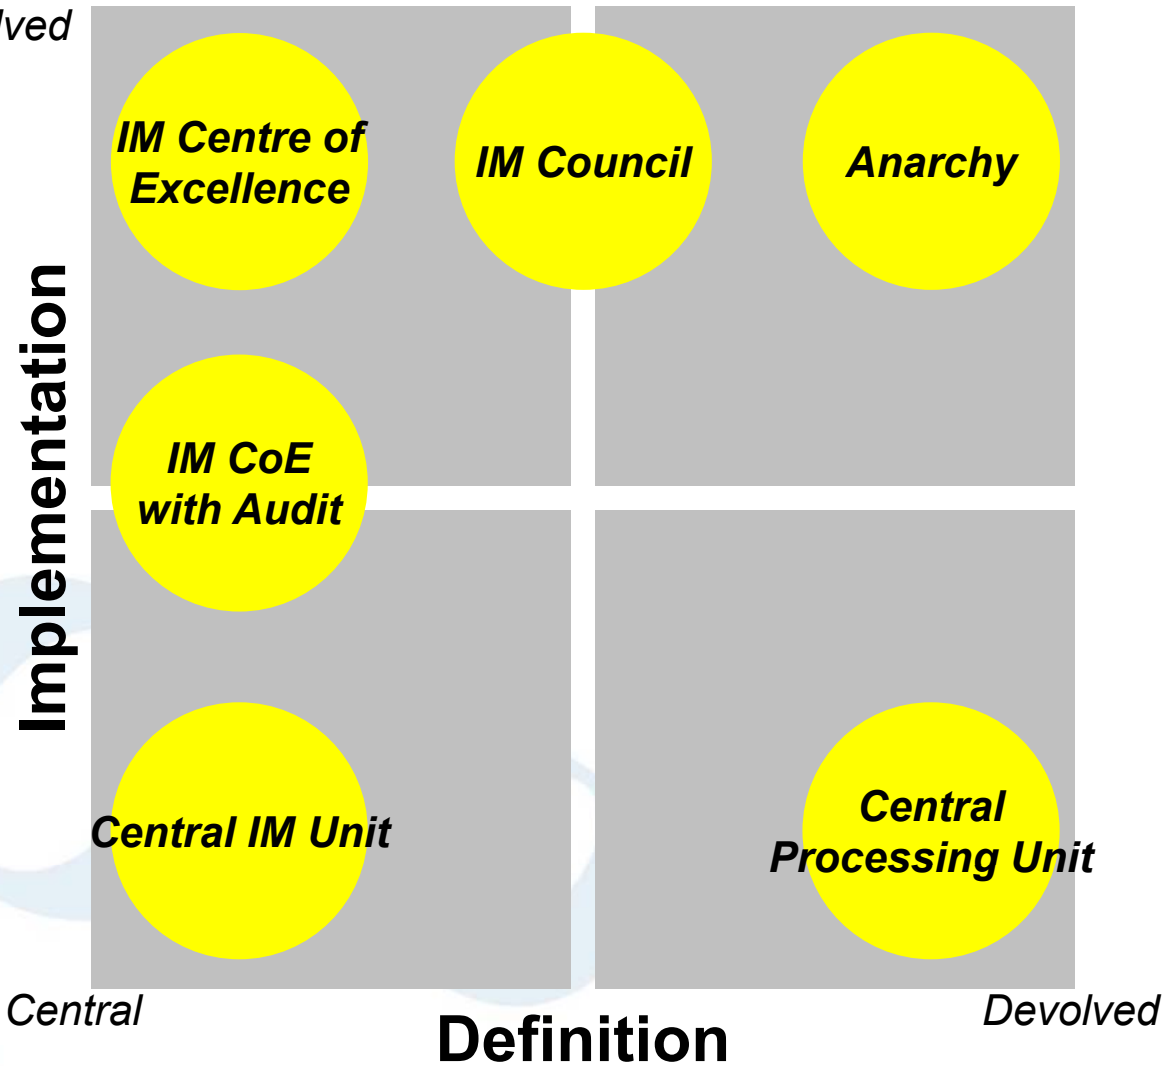 lved
IM Centre of
Excellence
IM Council
Anarchy
Implementation
IM CoE
with Audit
Central IM Unit
Central
Processing Unit
Central
Devolved
Definition